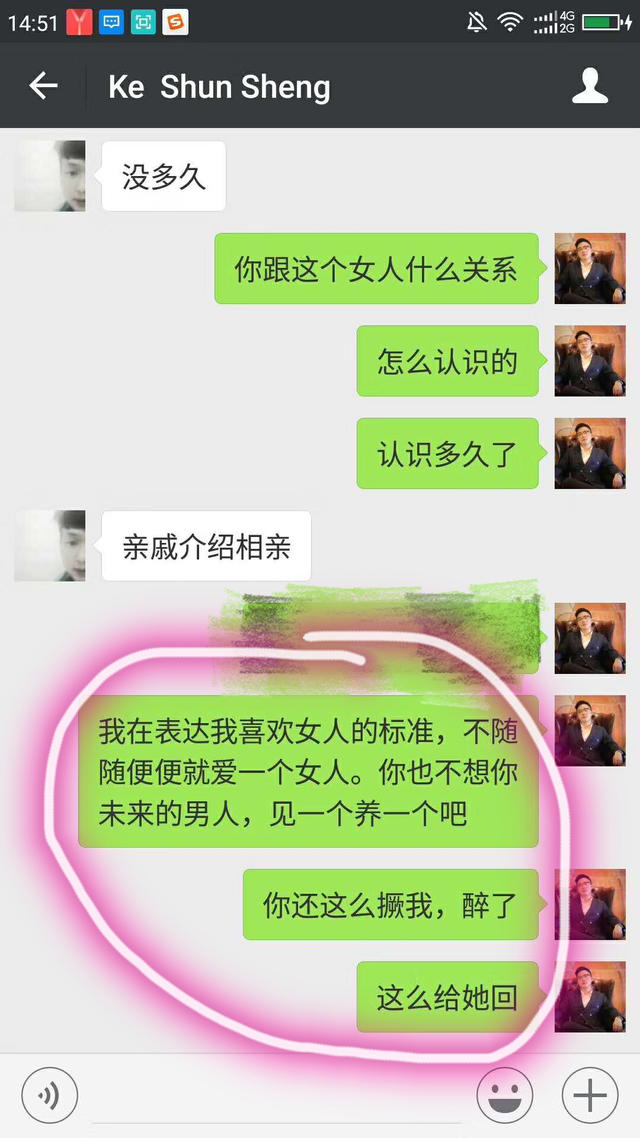 14:51
4G
2G
Ke Shun Sheng
没多久
你跟这个女人什么关系
怎么认识的
认识多久了
亲戚介绍相亲
我在表达我喜欢女人的标准，不随
随便便就爱一个女人。你也不想你
未来的男人，见一个养一个吧
你还这么撅我，醉了
这么给她回